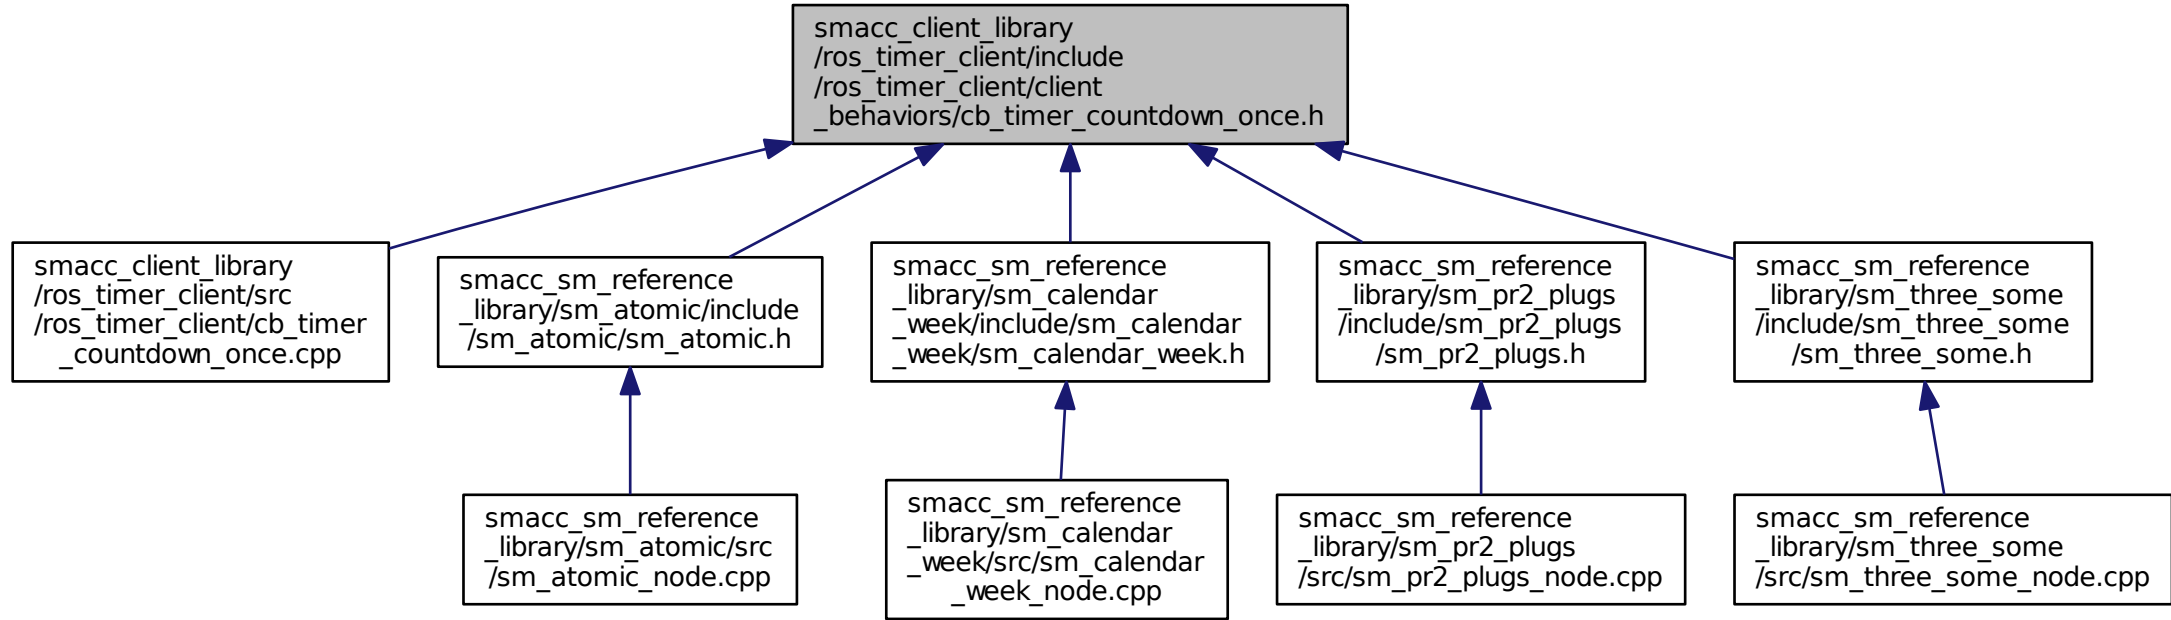 smacc_client_library
/ros_timer_client/include
/ros_timer_client/client
_behaviors/cb_timer_countdown_once.h
smacc_client_library
/ros_timer_client/src
/ros_timer_client/cb_timer
_countdown_once.cpp
smacc_sm_reference
_library/sm_atomic/include
/sm_atomic/sm_atomic.h
smacc_sm_reference
_library/sm_calendar
_week/include/sm_calendar
_week/sm_calendar_week.h
smacc_sm_reference
_library/sm_pr2_plugs
/include/sm_pr2_plugs
/sm_pr2_plugs.h
smacc_sm_reference
_library/sm_three_some
/include/sm_three_some
/sm_three_some.h
smacc_sm_reference
_library/sm_atomic/src
/sm_atomic_node.cpp
smacc_sm_reference
_library/sm_calendar
_week/src/sm_calendar
_week_node.cpp
smacc_sm_reference
_library/sm_pr2_plugs
/src/sm_pr2_plugs_node.cpp
smacc_sm_reference
_library/sm_three_some
/src/sm_three_some_node.cpp